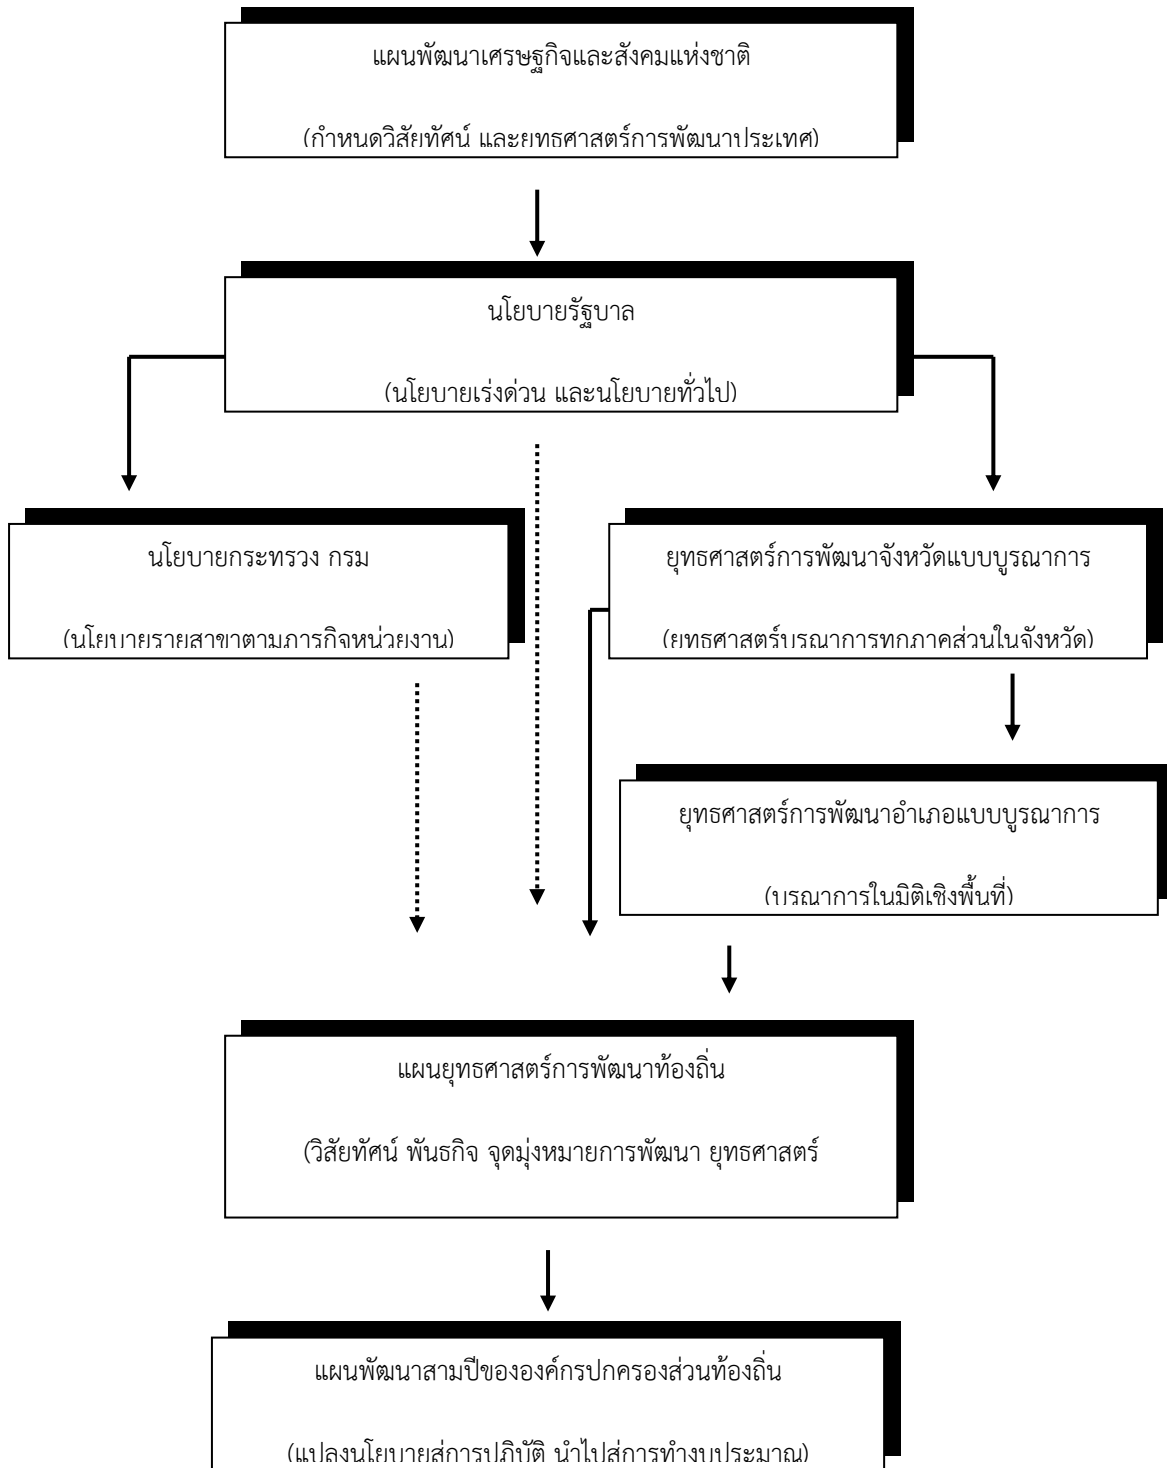 แผนพัฒนาเศรษฐกิจและสังคมแห่งชาติ
(กำหนดวิสัยทัศน์ และยุทธศาสตร์การพัฒนาประเทศ)
นโยบายรัฐบาล
(นโยบายเร่งด่วน และนโยบายทั่วไป)
นโยบายกระทรวง กรม
(นโยบายรายสาขาตามภารกิจหน่วยงาน)
ยุทธศาสตร์การพัฒนาจังหวัดแบบบูรณาการ
(ยุทธศาสตร์บูรณาการทุกภาคส่วนในจังหวัด)
ยุทธศาสตร์การพัฒนาอำเภอแบบบูรณาการ
(บูรณาการในมิติเชิงพื้นที่)
แผนยุทธศาสตร์การพัฒนาท้องถิ่น
(วิสัยทัศน์ พันธกิจ จุดมุ่งหมายการพัฒนา ยุทธศาสตร์
แผนพัฒนาสามปีขององค์กรปกครองส่วนท้องถิ่น
(แปลงนโยบายสู่การปฏิบัติ นำไปสู่การทำงบประมาณ)